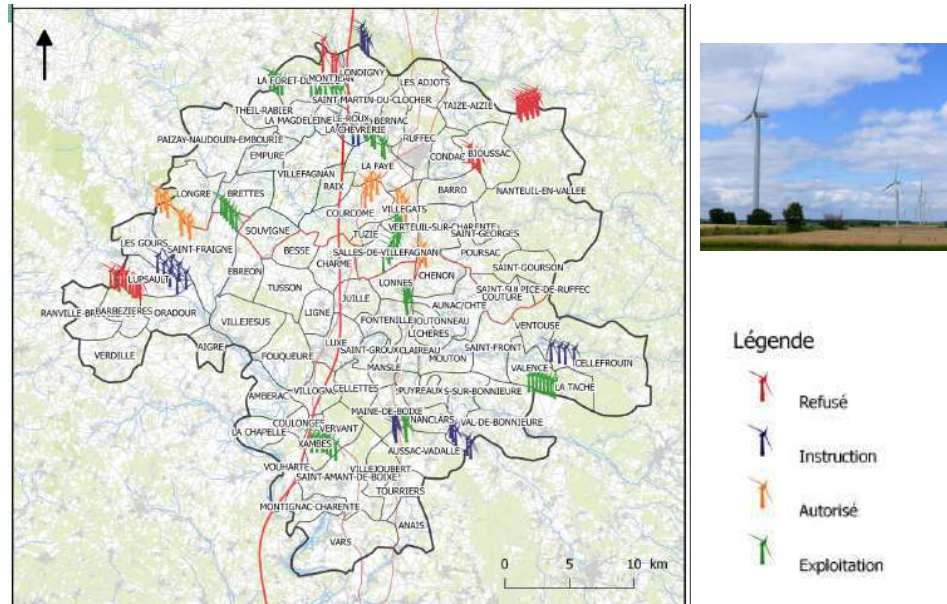 LONDIGNY
LA FORET-DE
MONTJEAN
LES ADJOTS
SAINT-MARTIN-DU-CLOCHER
TAIZE-AIZIE
THEIL-RABIER
LA MAGDELEINE
LE-ROUX
BERNAC
LA CHEVRERIE
RUFFEC
PAIZAY-NAUDOUIN-EMBOURIE
EMPURE
CONDAC
BIOUSSAC
VILLEFAGNAN
LA FAYE
RAIX
BARRO
NANTEUIL-EN-VALLEE
LONGRE
BRETTES
COURCOME
VILLEGATS
SOUVIGNE
TUZIE
VERTEUIL-SUR-CHARENTE
SAINT-GEORGES
LES GOURS
SAINT-FRAIGNE
BESSE
SALLES-DE-VILLEFAGNAN
POURSAC
CHARME
EBREON
CHENON
SAINT-GOURSON
LUPSAULT
TUSSON
LONNES
SAINT-SULPICE-DE-RUFFEC
JUILLE
AUNAC/CHTE
COUTURE
RANVILLE-BR
BARBEZIERES
ORADOUR
VILLEJESUS
LIGNE
FONTENILLE
MOUTONNEAU
LICHERES
VENTOUSE
VERDILLE
AIGRE
LUXE
SAINT-GROUX
CLAIREAU
SAINT-FRONT
FOUQUEURE
MOUTON
CELLEFROUIN
MANSLE
VALENCE
AMBERAC
VILLOGN
CELLETTES
PUYREAUX
S-SUR-BONNIEURE
LA TACHE
MAINE-DE-BOIXE
NANCLARS
VAL-DE-BONNIEURE
COULONGES
LA CHAPELLE
VERVANT
XAMBES
AUSSAC-VADALLE
VOUHARTE
VILLEJOUBERT
SAINT-AMANT-DE-BOIXE
TOURRIERS
MONTIGNAC-CHARENTE
ANAIS
VARS
0 5 10 km
Légende
Refusé
Instruction
Autorisé
Exploitation